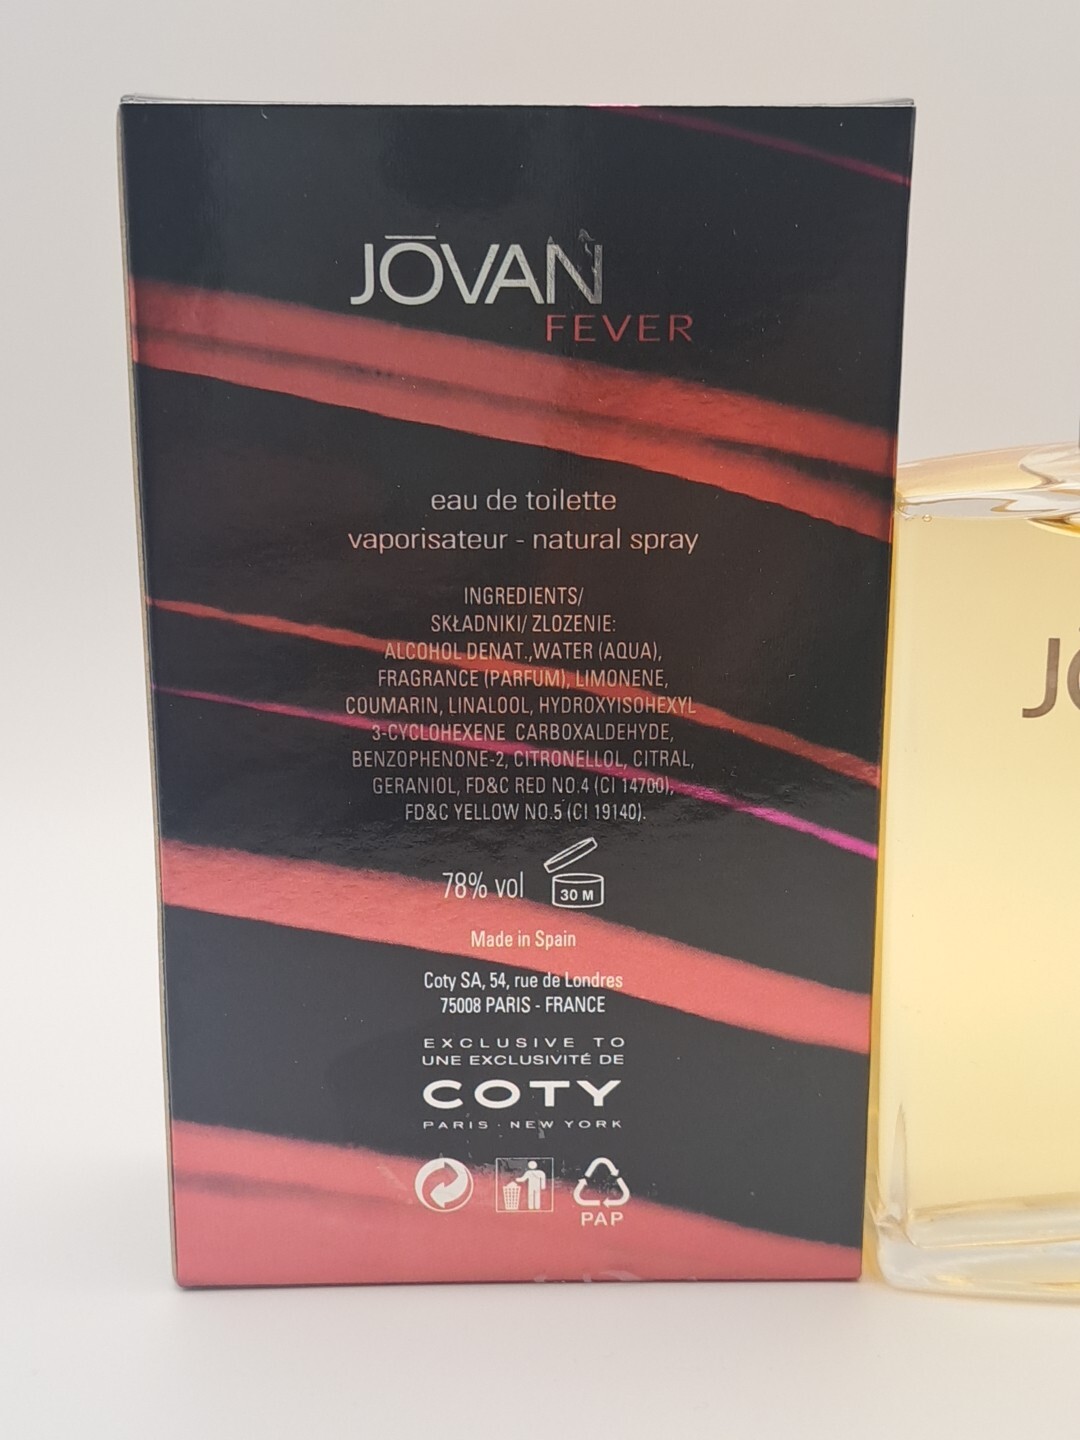 JŌVAN
FEVER
eau de toilette
vaporisateur - natural spray
INGREDIENTS/
SKŁADNIKI/ ZLOZENIE:
ALCOHOL DENAT.,WATER (AQUA),
FRAGRANCE (PARFUM), LIMONENE,
COUMARIN, LINALOOL, HYDROXYISOHEXYL
3-CYCLOHEXENE CARBOXALDEHYDE,
BENZOPHENONE-2, CITRONELLOL, CITRAL,
GERANIOL, FD&C RED NO.4 (CI 14700),
FD&C YELLOW NO.5 (CI 19140).
78% vol
30 M
Made in Spain
Coty SA, 54, rue de Londres
75008 PARIS - FRANCE
EXCLUSIVE TO
UNE EXCLUSIVITÉ DE
COTY
PARIS · NEW YORK
PAP